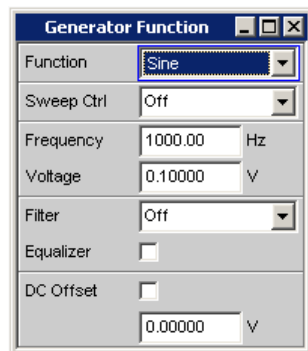 Generator Function
Function Sine
Sweep Ctrl Off
Frequency 1000.00 Hz
Voltage 0.10000 V
Filter Off
Equalizer
DC Offset
0.00000 V